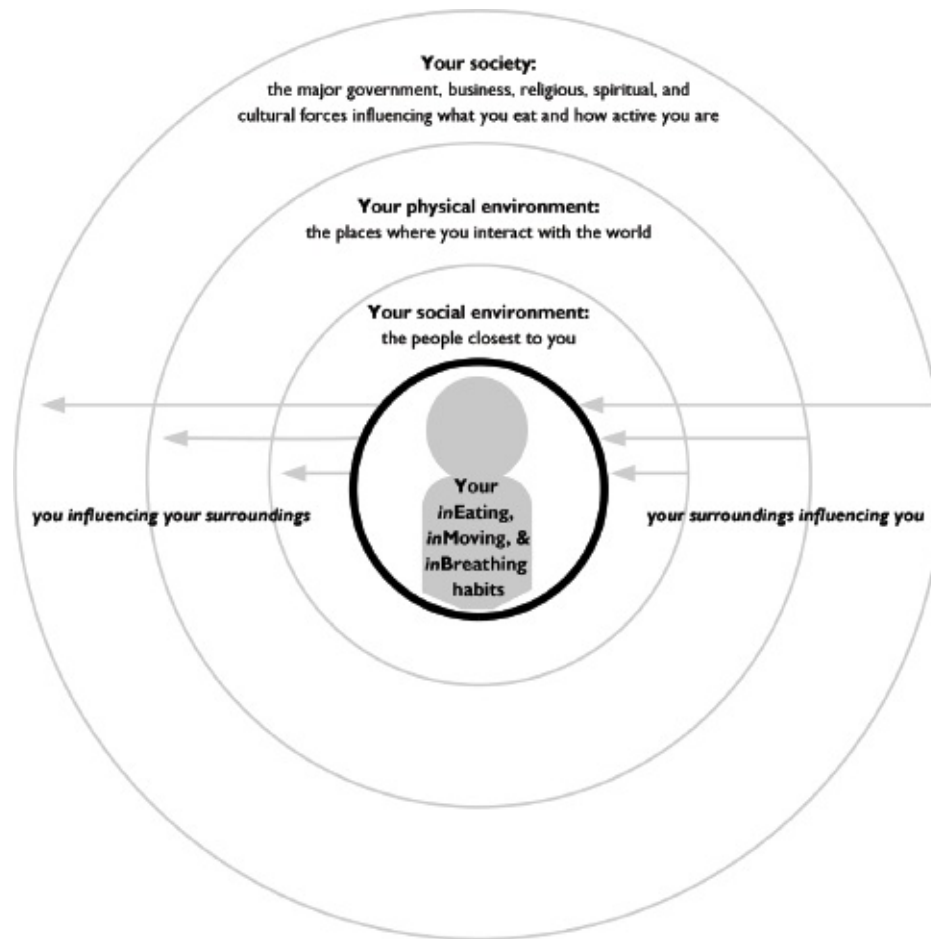 Your society:
the major government, business, religious, spiritual, and
cultural forces influencing what you eat and how active you are
Your physical environment:
the places where you interact with the world
Your social environment:
the people closest to you
Your
inEating,
inMoving, &
inBreathing
habits
you influencing your surroundings
your surroundings influencing you